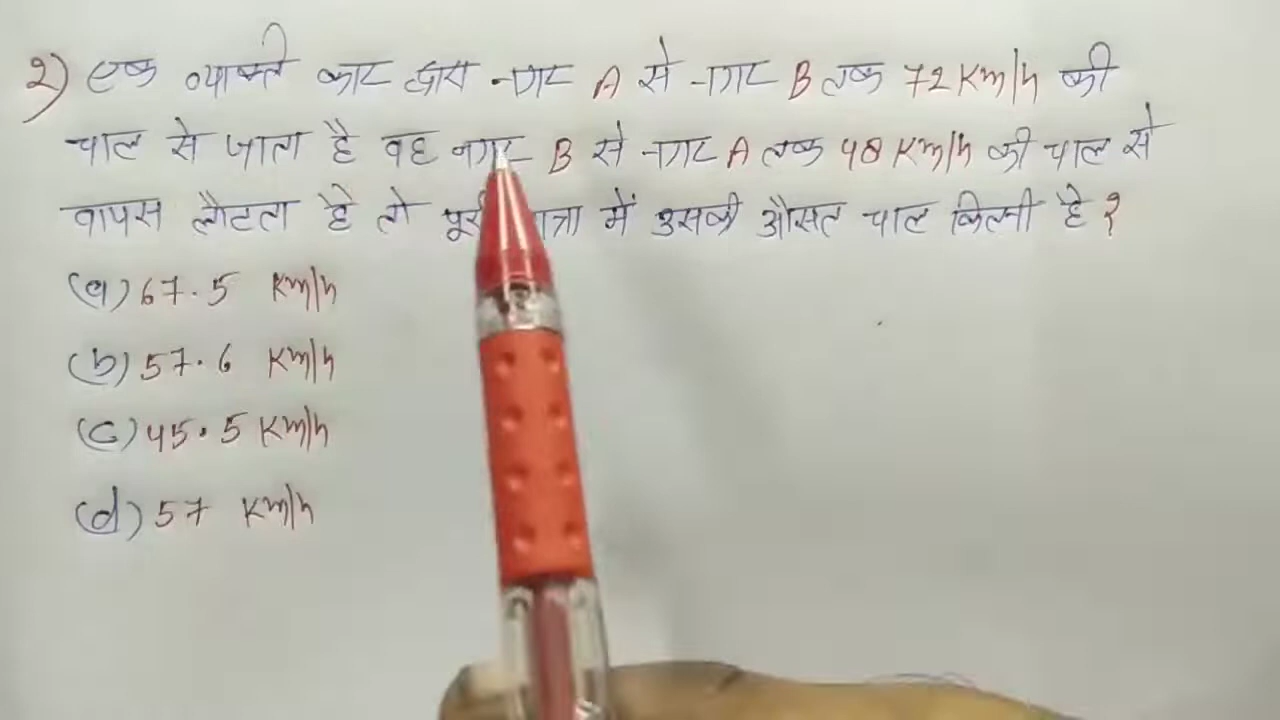 2) एक व्यक्ति कार द्वारा नगर A से नगर B तक 72 Km/h की
चाल से जाता है वह नगर B से नगर A तक 48 Km/h की चाल से
वापस लौटता है तो पूरी यात्रा में उसकी औसत चाल कितनी है ?
(a) 67.5 Km/h
(b) 57.6 Km/h
(c) 45.5 Km/h
(d) 57 Km/h